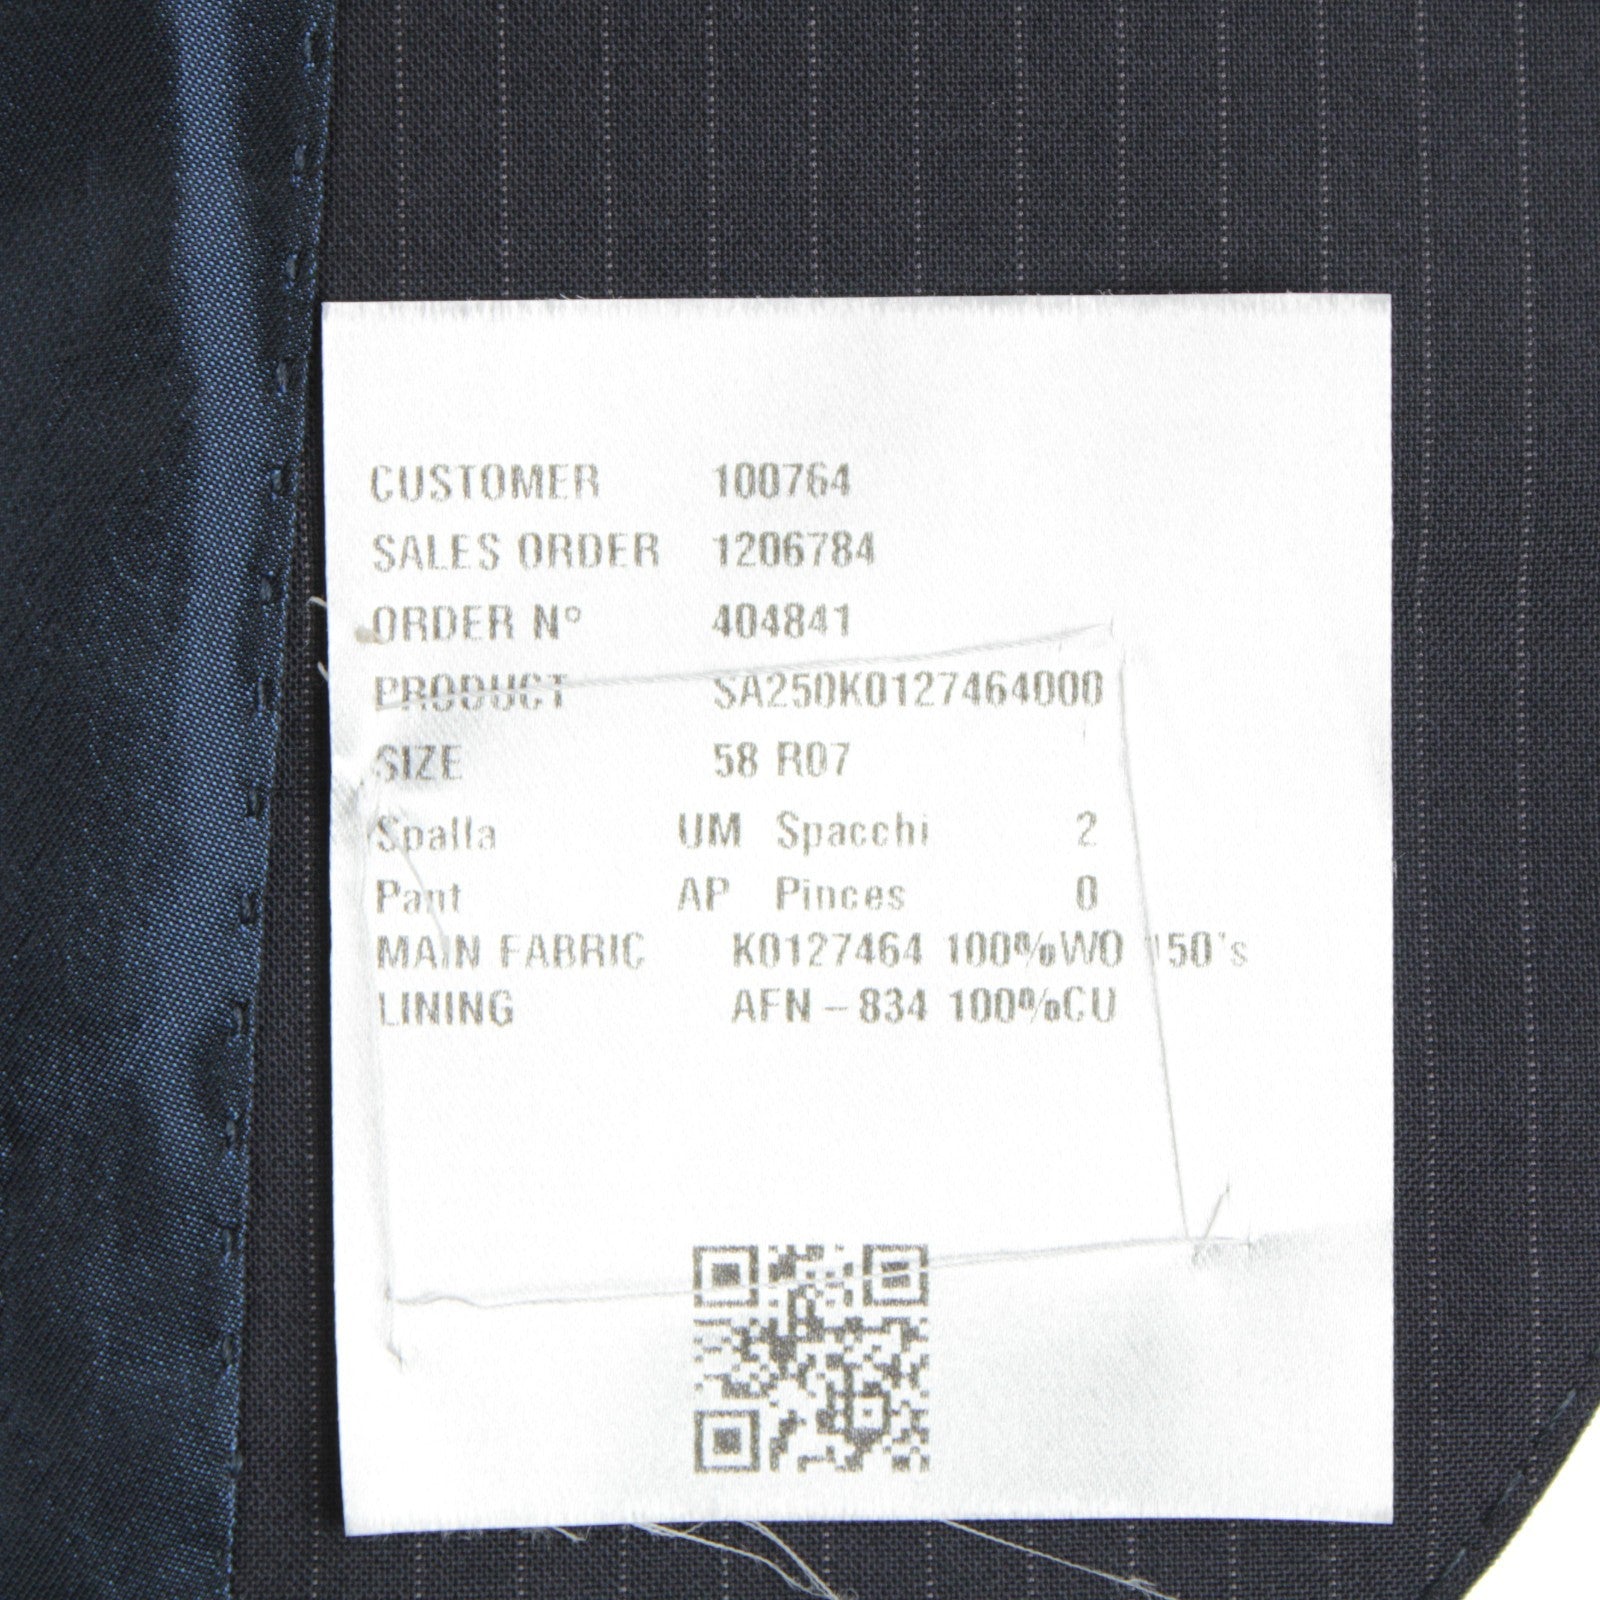 CUSTOMER 100764
SALES ORDER 1206784
ORDER N° 404841
PRODUCT SA250K0127464000
SIZE 58 R07
Spalla UM Spacchi 2
Pant AP Pinces 0
MAIN FABRIC K0127464 100%WO 150's
LINING AFN-834 100%CU